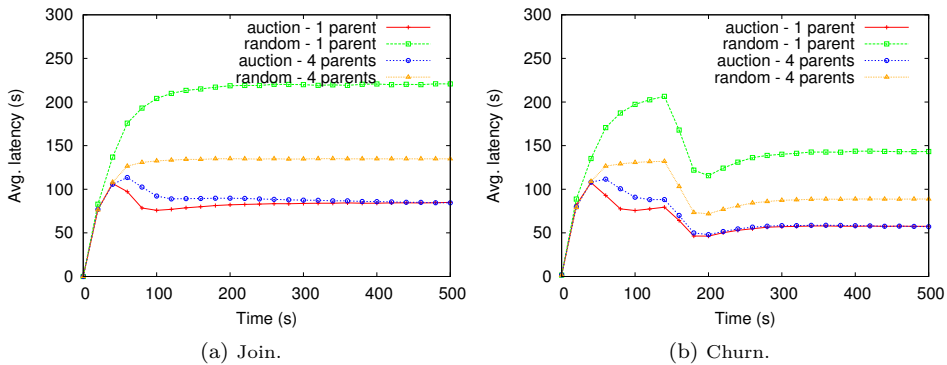 300
250
200
150
100
50
0
Avg. latency (s)
auction - 1 parent
random - 1 parent
auction - 4 parents
random - 4 parents
0 100 200 300 400 500
Time (s)
(a) Join.
300
250
200
150
100
50
0
Avg. latency (s)
auction - 1 parent
random - 1 parent
auction - 4 parents
random - 4 parents
0 100 200 300 400 500
Time (s)
(b) Churn.